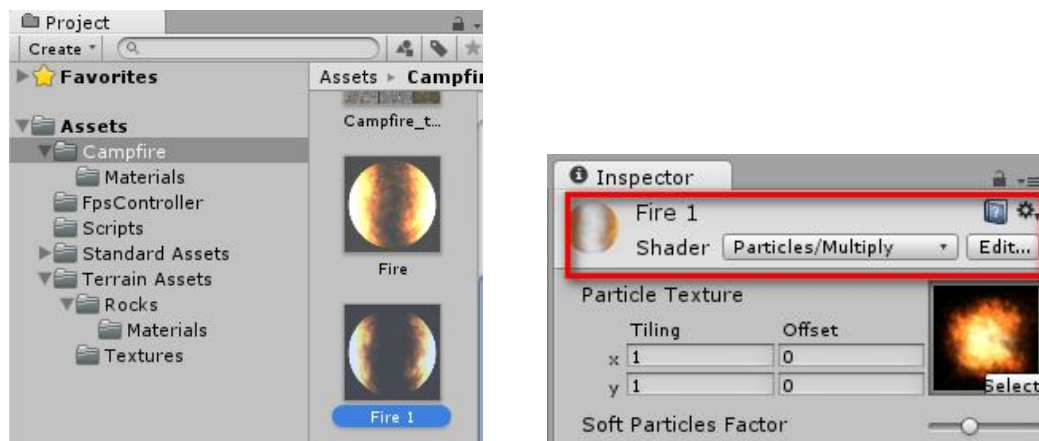 Project
Create
Favorites
Assets
Campfire
Materials
FpsController
Scripts
Standard Assets
Terrain Assets
Rocks
Materials
Textures
Assets ▸ Campfi
Campfire_t...
Fire
Fire 1
Inspector
Fire 1
Shader Particles/Multiply Edit...
Particle Texture
Tiling Offset
x 1 0
y 1 0
Select
Soft Particles Factor